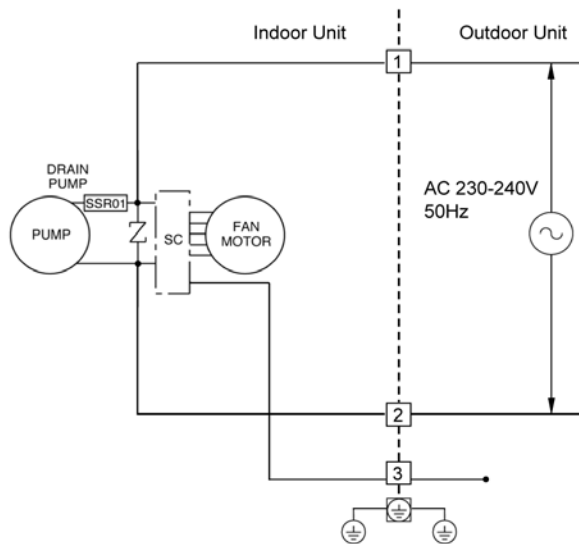 Indoor Unit
Outdoor Unit
1
DRAIN
PUMP
SSR01
AC 230-240V
50Hz
PUMP
SC
FAN
MOTOR
2
3